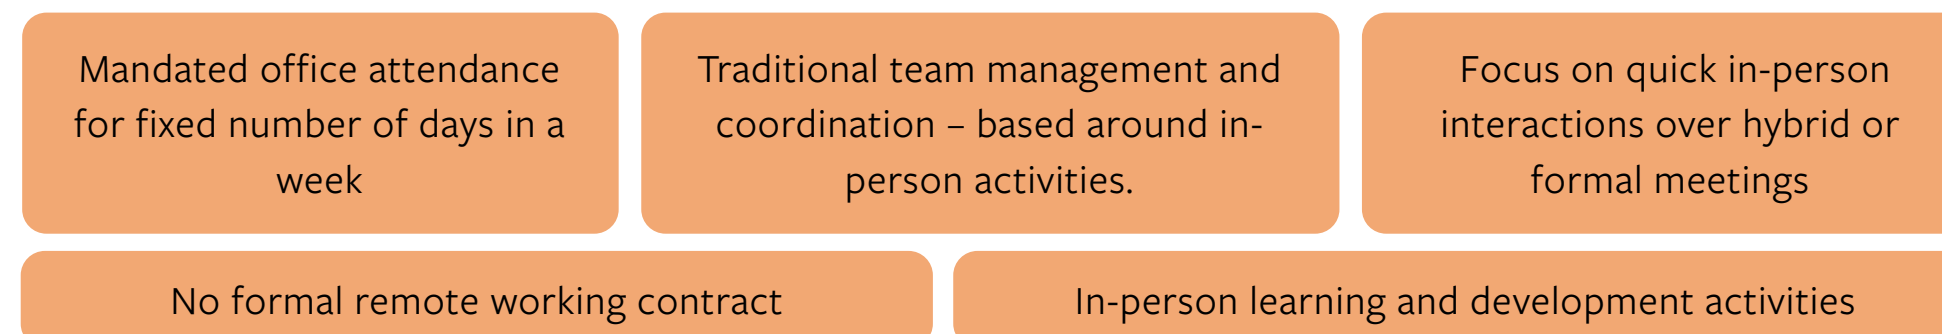 Mandated office attendance
for fixed number of days in a
week
Traditional team management and
coordination – based around in-
person activities.
Focus on quick in-person
interactions over hybrid or
formal meetings
No formal remote working contract
In-person learning and development activities